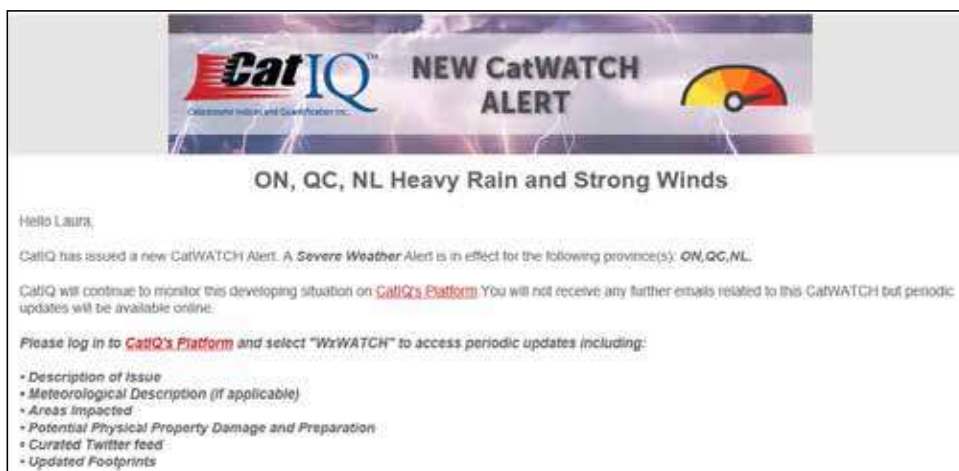 Cat IQ™
Catastrophe Indices and Quantification Inc.
NEW CatWATCH
ALERT
ON, QC, NL Heavy Rain and Strong Winds
Hello Laura,
CatIQ has issued a new CatWATCH Alert. A Severe Weather Alert is in effect for the following province(s): ON,QC,NL.
CatIQ will continue to monitor this developing situation on CatIQ's Platform You will not receive any further emails related to this CatWATCH but periodic
updates will be available online.
Please log in to CatIQ's Platform and select "WxWATCH" to access periodic updates including:
• Description of Issue
• Meteorological Description (if applicable)
• Areas Impacted
• Potential Physical Property Damage and Preparation
• Curated Twitter feed
• Updated Footprints